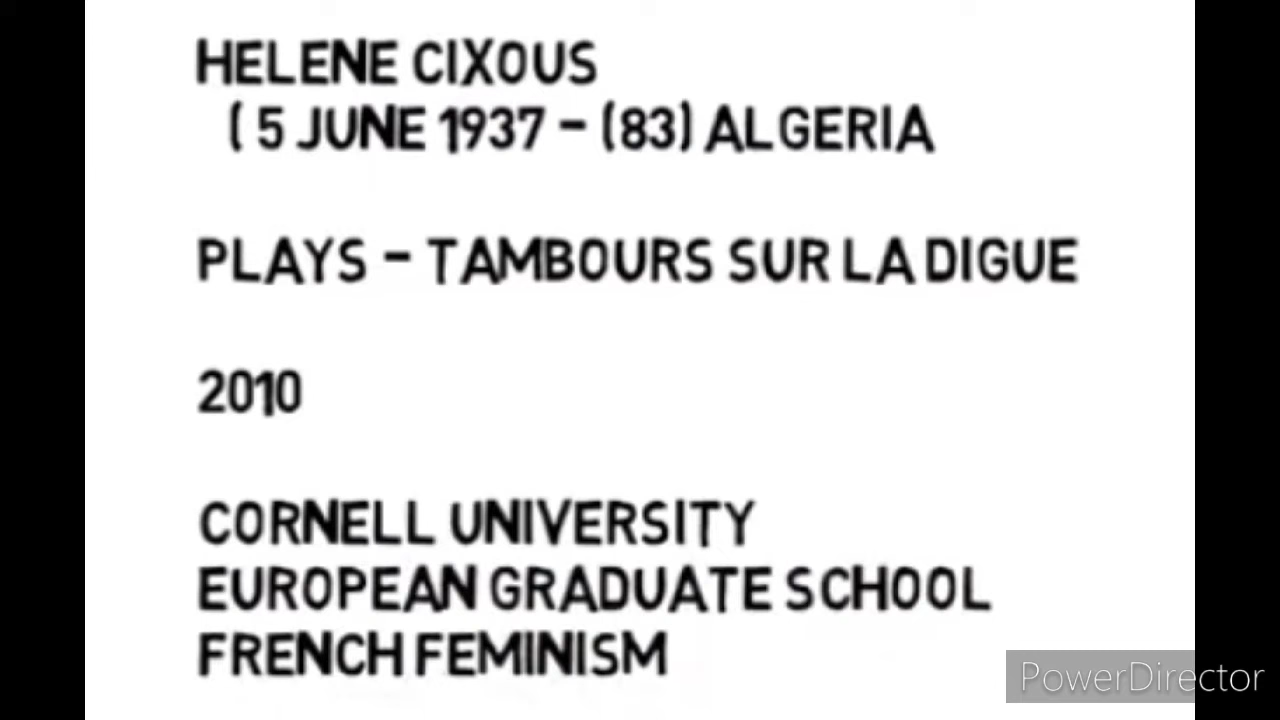 HELENE CIXOUS
( 5 JUNE 1937 - (83) ALGERIA
PLAYS - TAMBOURS SUR LA DIGUE
2010
CORNELL UNIVERSITY
EUROPEAN GRADUATE SCHOOL
FRENCH FEMINISM
PowerDirector